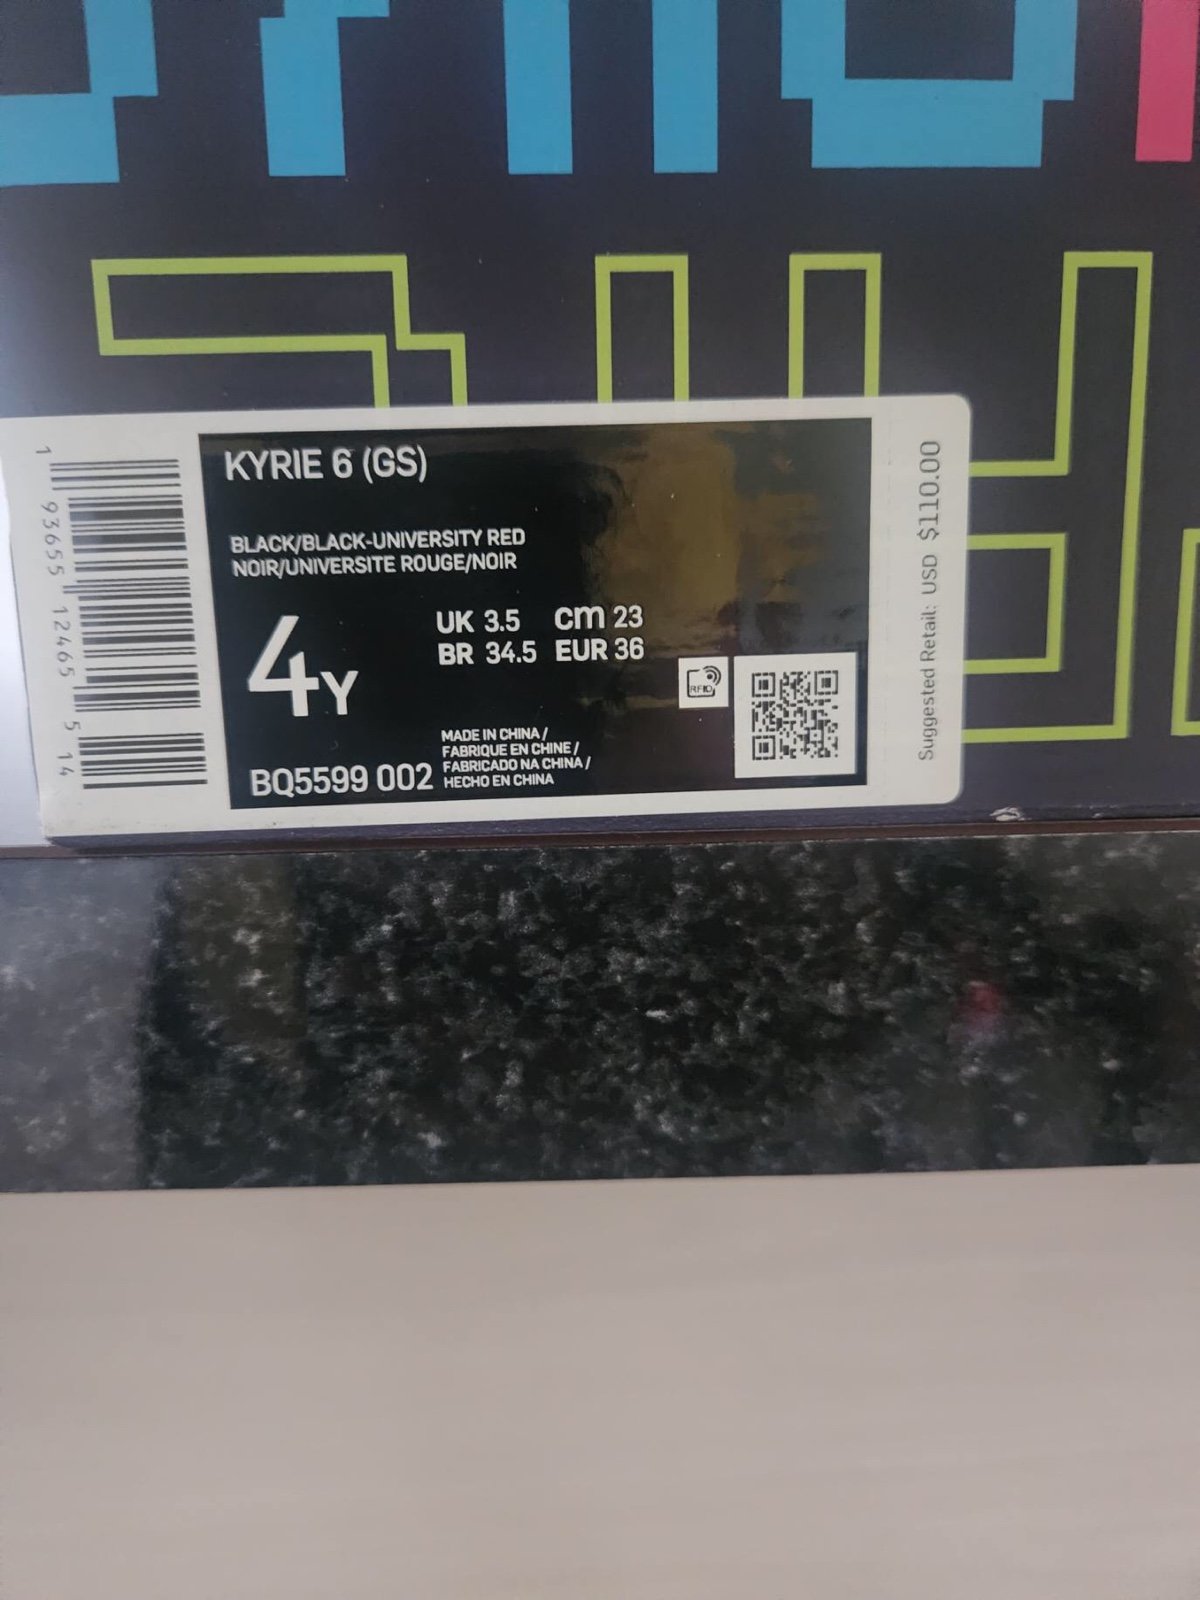 KYRIE 6 (GS)
BLACK/BLACK-UNIVERSITY RED
NOIR/UNIVERSITE ROUGE/NOIR
4Y
UK 3.5 cm 23
BR 34.5 EUR 36
RFID
MADE IN CHINA /
FABRIQUE EN CHINE /
FABRICADO NA CHINA /
HECHO EN CHINA
BQ5599 002
1 93655 12465 5 14
Suggested Retail: USD $110.00